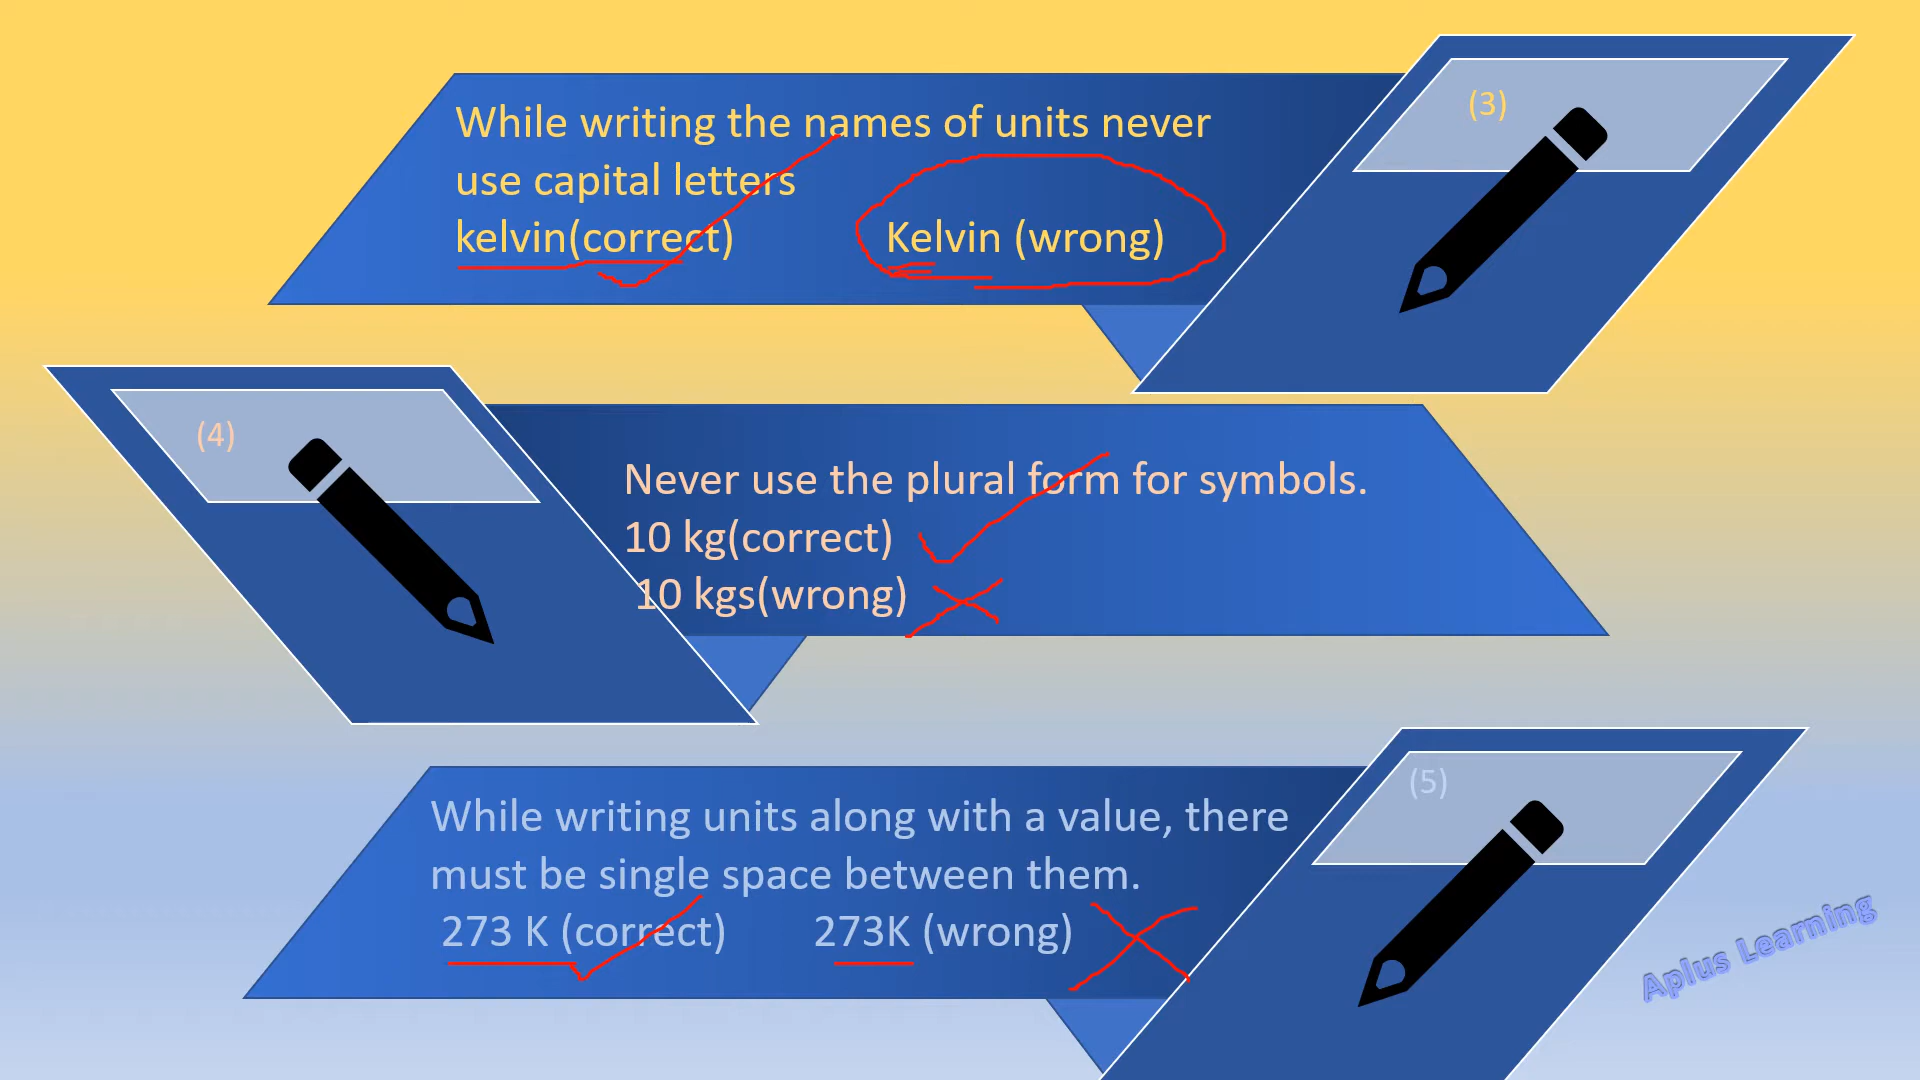 While writing the names of units never
use capital letters
kelvin(correct) Kelvin (wrong)
(3)
(4)
Never use the plural form for symbols.
10 kg(correct)
10 kgs(wrong)
(5)
While writing units along with a value, there
must be single space between them.
273 K (correct) 273K (wrong)
Aplus Learning